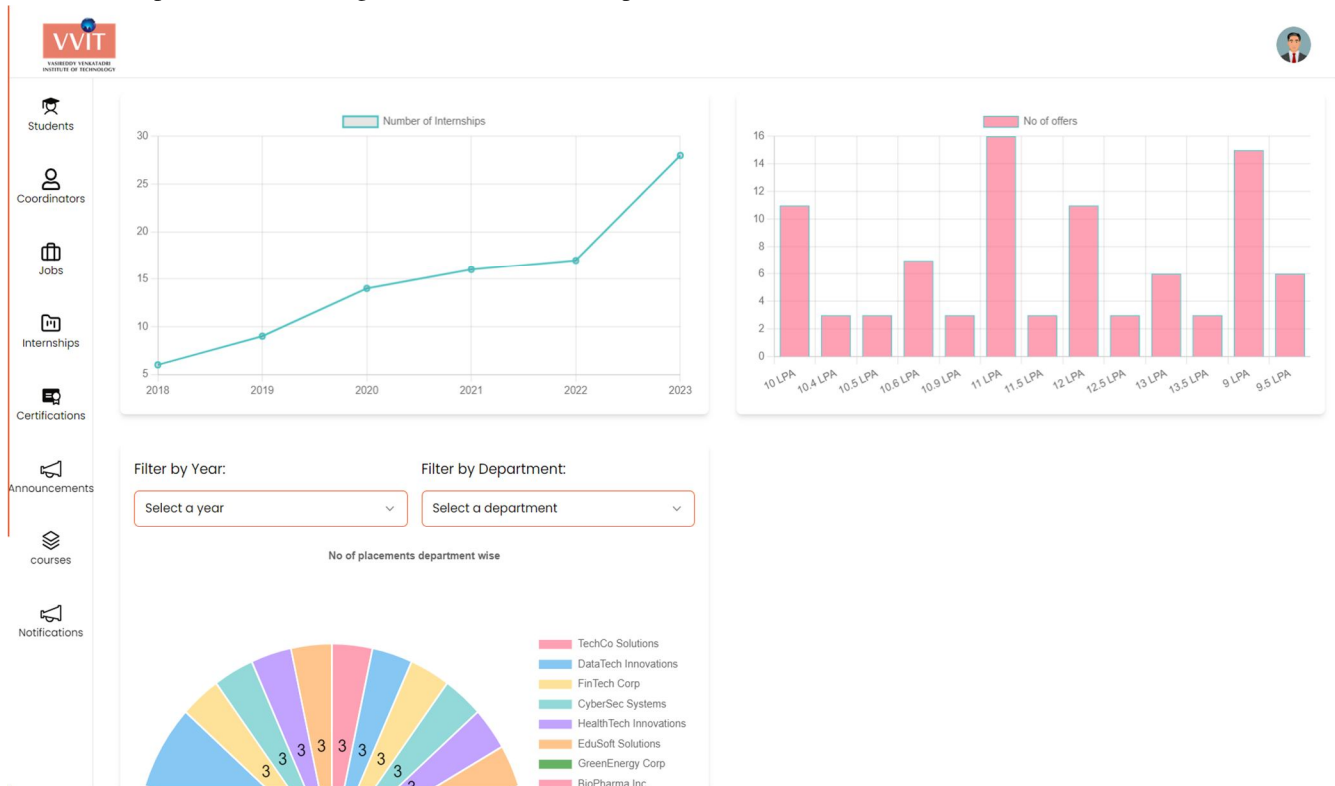 VVIT
VASIREDDY VENKATADRI
INSTITUTE OF TECHNOLOGY
Students
Coordinators
Jobs
Internships
Certifications
Announcements
courses
Notifications
Number of Internships
30
25
20
15
10
5
2018 2019 2020 2021 2022 2023
No of offers
16
14
12
10
8
6
4
2
0
10 LPA 10.4 LPA 10.5 LPA 10.6 LPA 10.9 LPA 11 LPA 11.5 LPA 12 LPA 12.5 LPA 13 LPA 13.5 LPA 9 LPA 9.5 LPA
Filter by Year: Filter by Department:
Select a year Select a department
No of placements department wise
3 3 3 3 3 3 3 3
TechCo Solutions
DataTech Innovations
FinTech Corp
CyberSec Systems
HealthTech Innovations
EduSoft Solutions
GreenEnergy Corp
BioPharma Inc